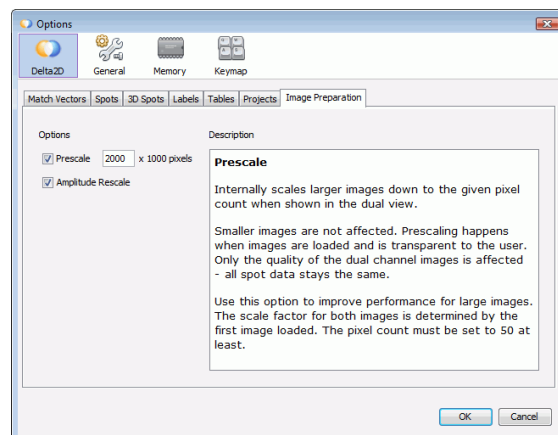 Options
Delta2D General Memory Keymap
Match Vectors Spots 3D Spots Labels Tables Projects Image Preparation
Options Description
Prescale 2000 x 1000 pixels
Amplitude Rescale
Prescale
Internally scales larger images down to the given pixel
count when shown in the dual view.
Smaller images are not affected. Prescaling happens
when images are loaded and is transparent to the user.
Only the quality of the dual channel images is affected
- all spot data stays the same.
Use this option to improve performance for large images.
The scale factor for both images is determined by the
first image loaded. The pixel count must be set to 50 at
least.
OK Cancel